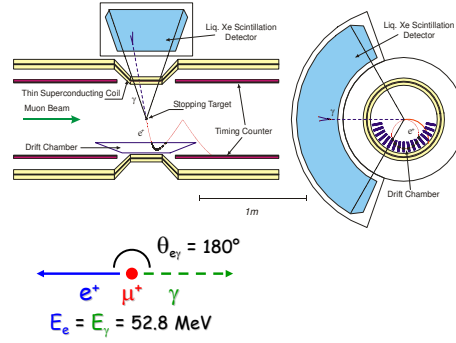 Liq. Xe Scintillation
Detector
Thin Superconducting Coil
γ
Muon Beam
Stopping Target
e⁺
Drift Chamber
Timing Counter
1m
Liq. Xe Scintillation
Detector
γ
e⁺
Drift Chamber
θeγ = 180°
e⁺ μ⁺ γ
Ee = Eγ = 52.8 MeV